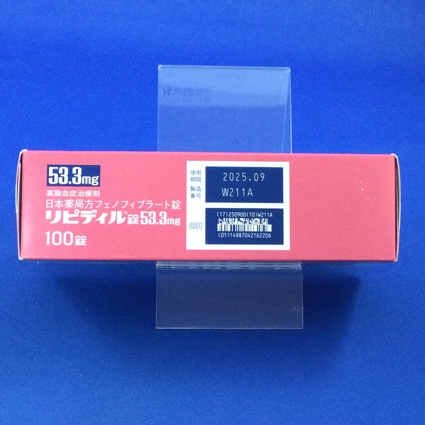 53.3mg
高脂血症治療剤
日本薬局方フェノフィブラート錠
リピディル錠53.3mg
100錠
使用
期限
2025.09
製造
番号
W211A
GS1
(17)250900(10)W211A
(01)14987042162206